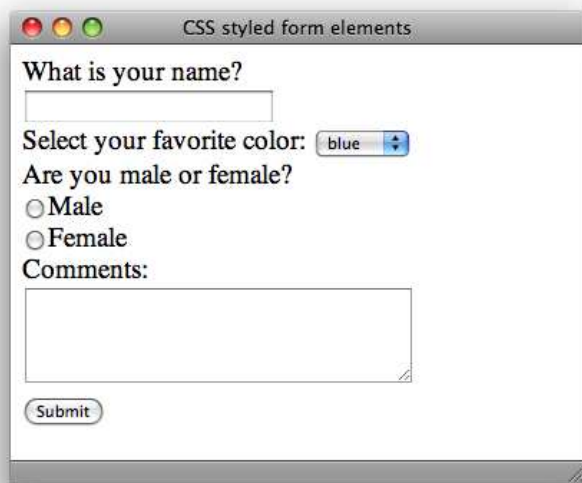 CSS styled form elements
What is your name?
Select your favorite color: blue
Are you male or female?
Male
Female
Comments:
Submit